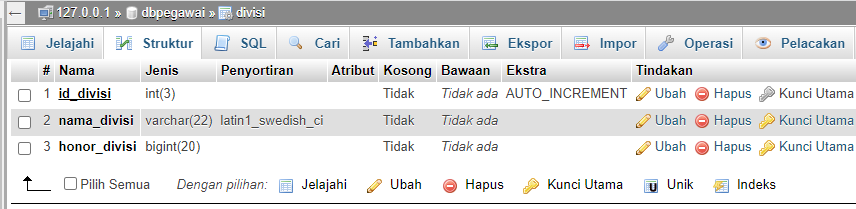 127.0.0.1 » dbpegawai » divisi
Jelajahi Struktur SQL Cari Tambahkan Ekspor Impor Operasi Pelacakan
# Nama Jenis Penyortiran Atribut Kosong Bawaan Ekstra Tindakan
1 id_divisi int(3) Tidak Tidak ada AUTO_INCREMENT Ubah Hapus Kunci Utama
2 nama_divisi varchar(22) latin1_swedish_ci Tidak Tidak ada Ubah Hapus Kunci Utama
3 honor_divisi bigint(20) Tidak Tidak ada Ubah Hapus Kunci Utama
Pilih Semua Dengan pilihan: Jelajahi Ubah Hapus Kunci Utama Unik Indeks